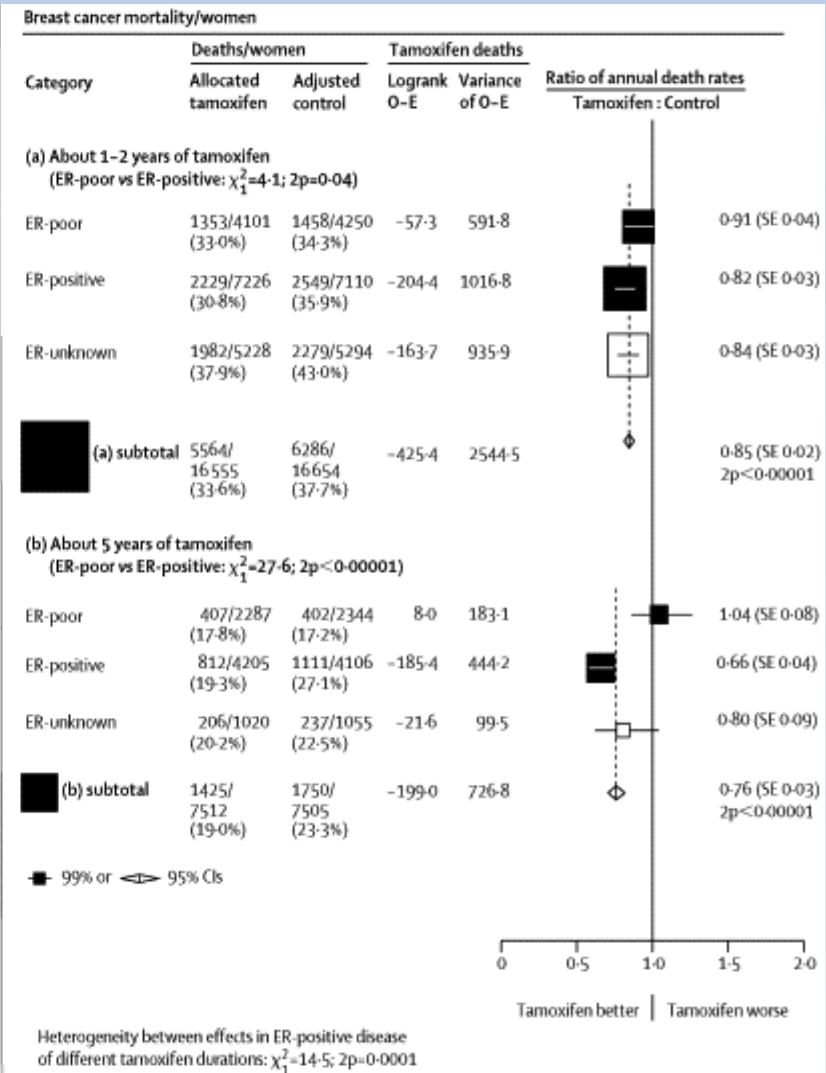 Breast cancer mortality/women
Deaths/women Tamoxifen deaths
Category Allocated Adjusted Logrank Variance Ratio of annual death rates
tamoxifen control O–E of O–E Tamoxifen : Control
(a) About 1–2 years of tamoxifen
(ER-poor vs ER-positive: χ²₁=4·1; 2p=0·04)
ER-poor 1353/4101 1458/4250 –57·3 591·8 0·91 (SE 0·04)
(33·0%) (34·3%)
ER-positive 2229/7226 2549/7110 –204·4 1016·8 0·82 (SE 0·03)
(30·8%) (35·9%)
ER-unknown 1982/5228 2279/5294 –163·7 935·9 0·84 (SE 0·03)
(37·9%) (43·0%)
(a) subtotal 5564/ 6286/ –425·4 2544·5 0·85 (SE 0·02)
16555 16654 2p<0·00001
(33·6%) (37·7%)
(b) About 5 years of tamoxifen
(ER-poor vs ER-positive: χ²₁=27·6; 2p<0·00001)
ER-poor 407/2287 402/2344 8·0 183·1 1·04 (SE 0·08)
(17·8%) (17·2%)
ER-positive 812/4205 1111/4106 –185·4 444·2 0·66 (SE 0·04)
(19·3%) (27·1%)
ER-unknown 206/1020 237/1055 –21·6 99·5 0·80 (SE 0·09)
(20·2%) (22·5%)
(b) subtotal 1425/ 1750/ –199·0 726·8 0·76 (SE 0·03)
7512 7505 2p<0·00001
(19·0%) (23·3%)
99% or 95% CIs
0 0·5 1·0 1·5 2·0
Tamoxifen better Tamoxifen worse
Heterogeneity between effects in ER-positive disease
of different tamoxifen durations: χ²₁=14·5; 2p=0·0001